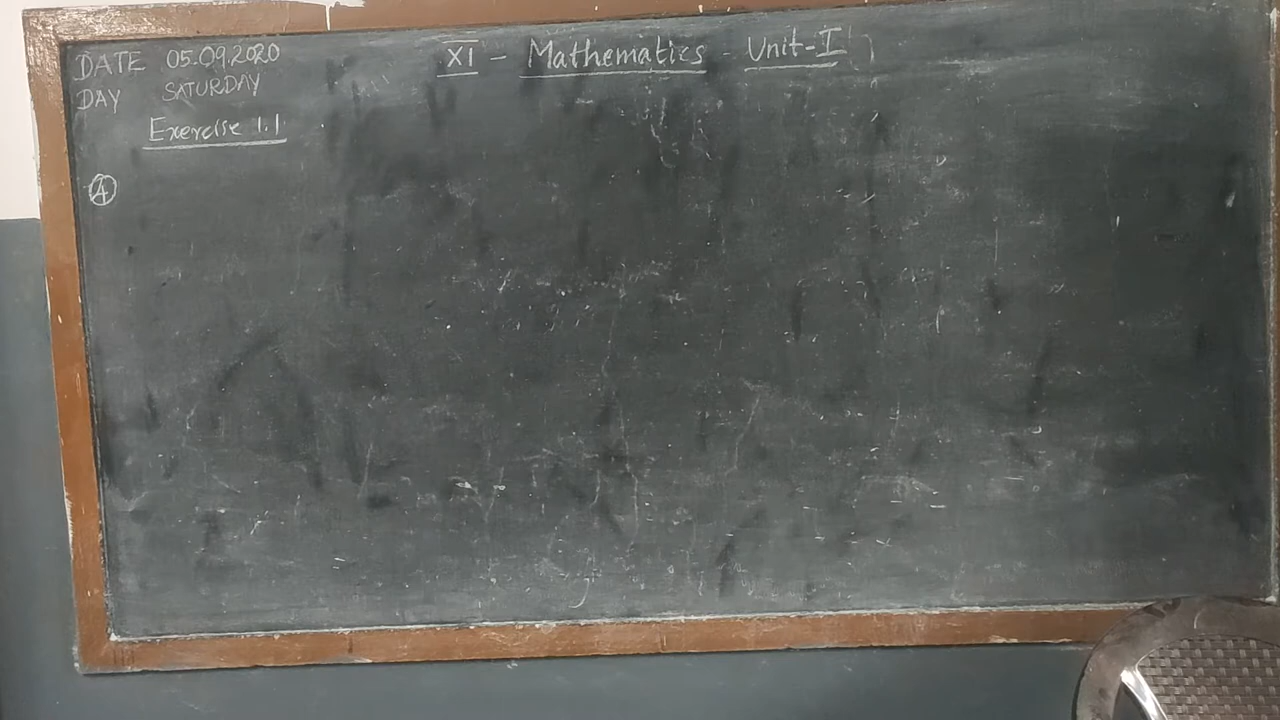 DATE 05.09.2020
XI - Mathematics - Unit-I
DAY SATURDAY
Exercise 1.1
4